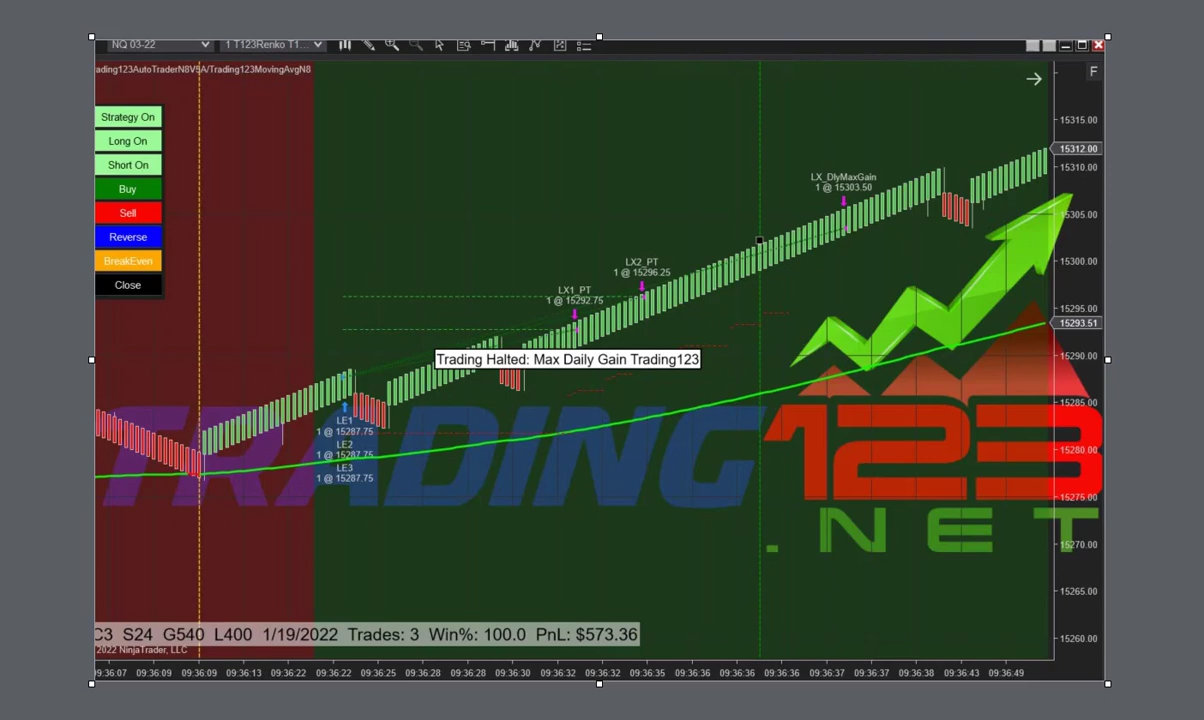 NQ 03-22 1 T123Renko T1...
rading123AutoTraderN8V5A/Trading123MovingAvgN8
F
Strategy On
Long On
Short On
Buy
Sell
Reverse
BreakEven
Close
LX_DlyMaxGain
1 @ 15303.50
LX2_PT
1 @ 15296.25
LX1_PT
1 @ 15292.75
Trading Halted: Max Daily Gain Trading123
LE1
1 @ 15287.75
LE2
1 @ 15287.75
LE3
1 @ 15287.75
TRADING 123
.NET
15315.00
15312.00
15310.00
15305.00
15300.00
15295.00
15293.51
15290.00
15285.00
15280.00
15275.00
15270.00
15265.00
15260.00
C3 S24 G540 L400 1/19/2022 Trades: 3 Win%: 100.0 PnL: $573.36
2022 NinjaTrader, LLC
9:36:07 09:36:09 09:36:09 09:36:13 09:36:22 09:36:22 09:36:25 09:36:28 09:36:28 09:36:32 09:36:32 09:36:35 09:36:36 09:36:36 09:36:36 09:36:37 09:36:37 09:36:38 09:36:43 09:36:49